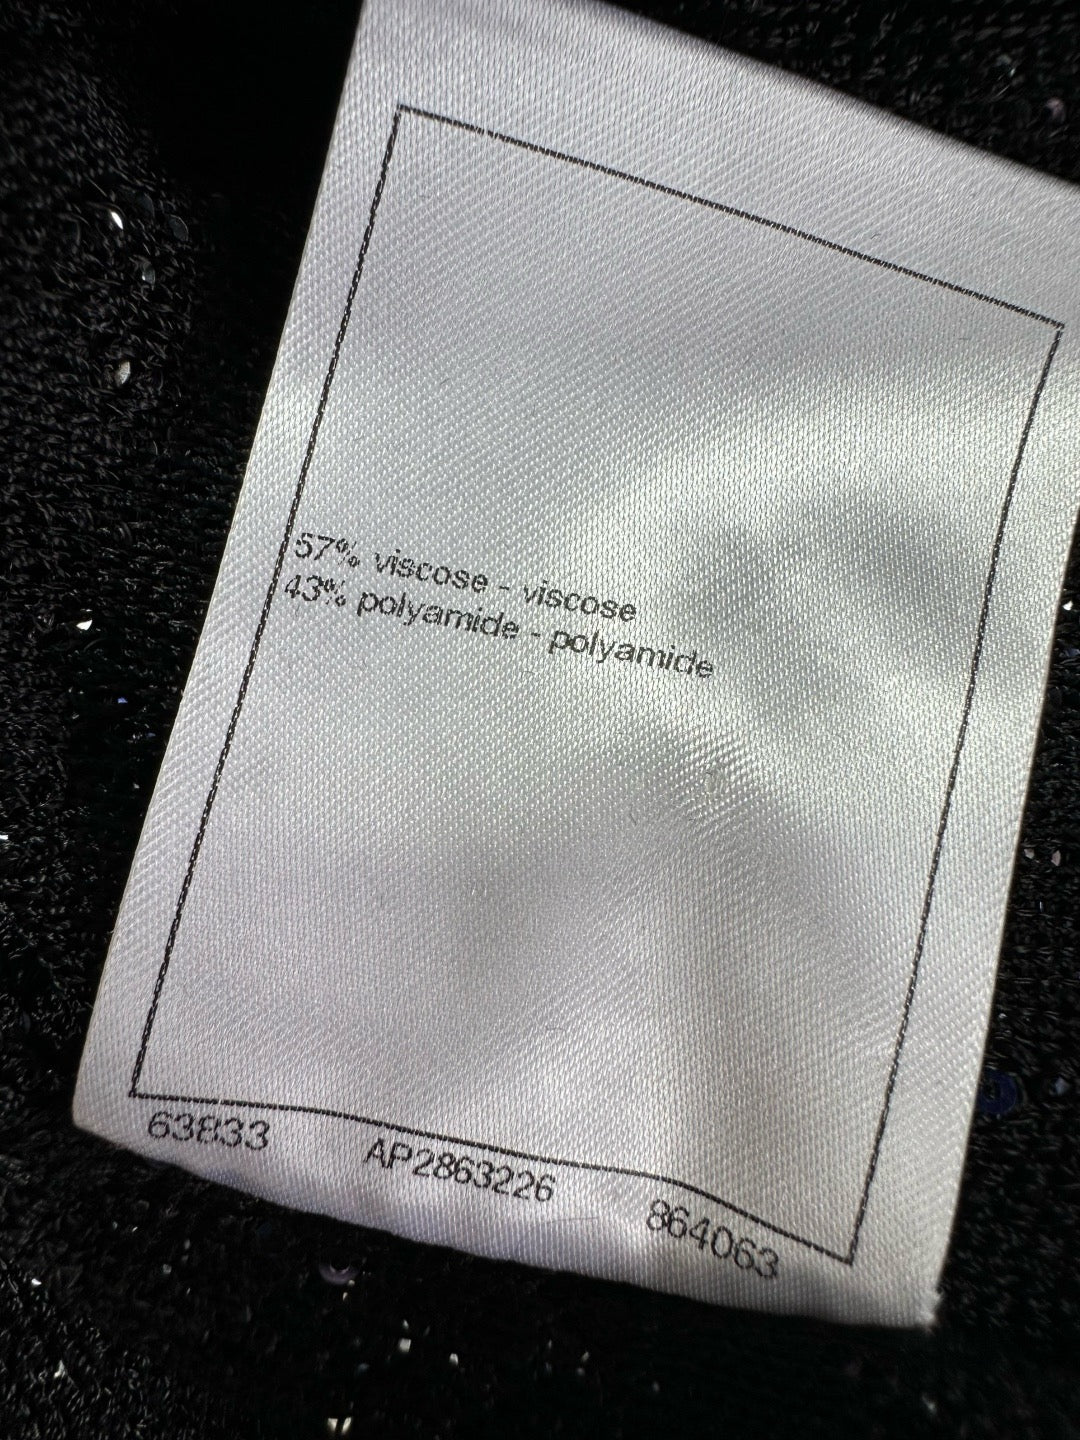 57% viscose - viscose
43% polyamide - polyamide
63833 AP2863226 864063